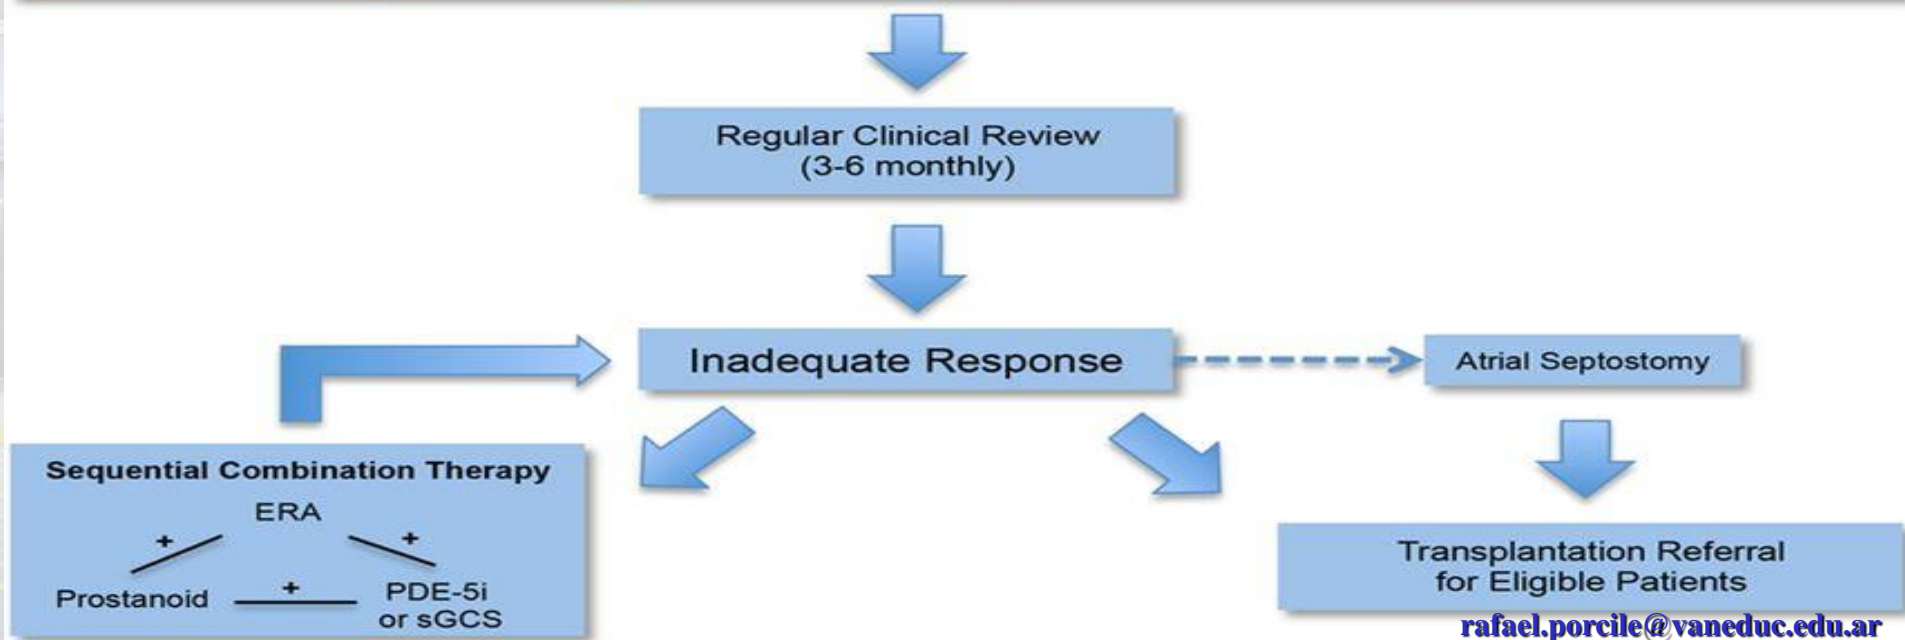 Regular Clinical Review
(3-6 monthly)
Inadequate Response
Atrial Septostomy
Sequential Combination Therapy
ERA
+
+
Prostanoid
+
PDE-5i
or sGCS
Transplantation Referral
for Eligible Patients
rafael.porcile@vaneduc.edu.ar